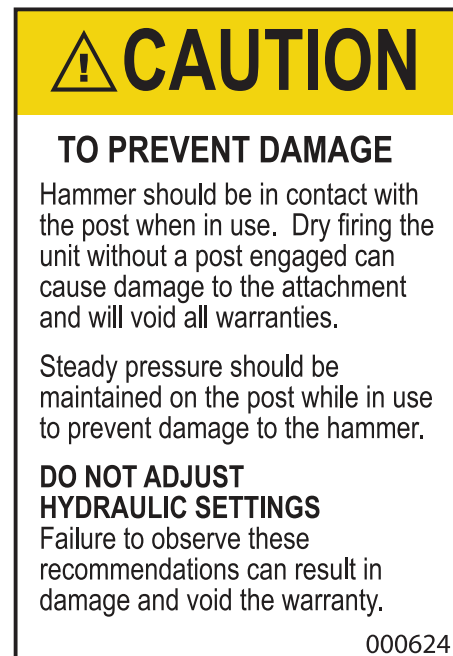 CAUTION
TO PREVENT DAMAGE
Hammer should be in contact with
the post when in use.  Dry firing the
unit without a post engaged can
cause damage to the attachment
and will void all warranties.
Steady pressure should be
maintained on the post while in use
to prevent damage to the hammer.
DO NOT ADJUST
HYDRAULIC SETTINGS
Failure to observe these
recommendations can result in
damage and void the warranty.
000624